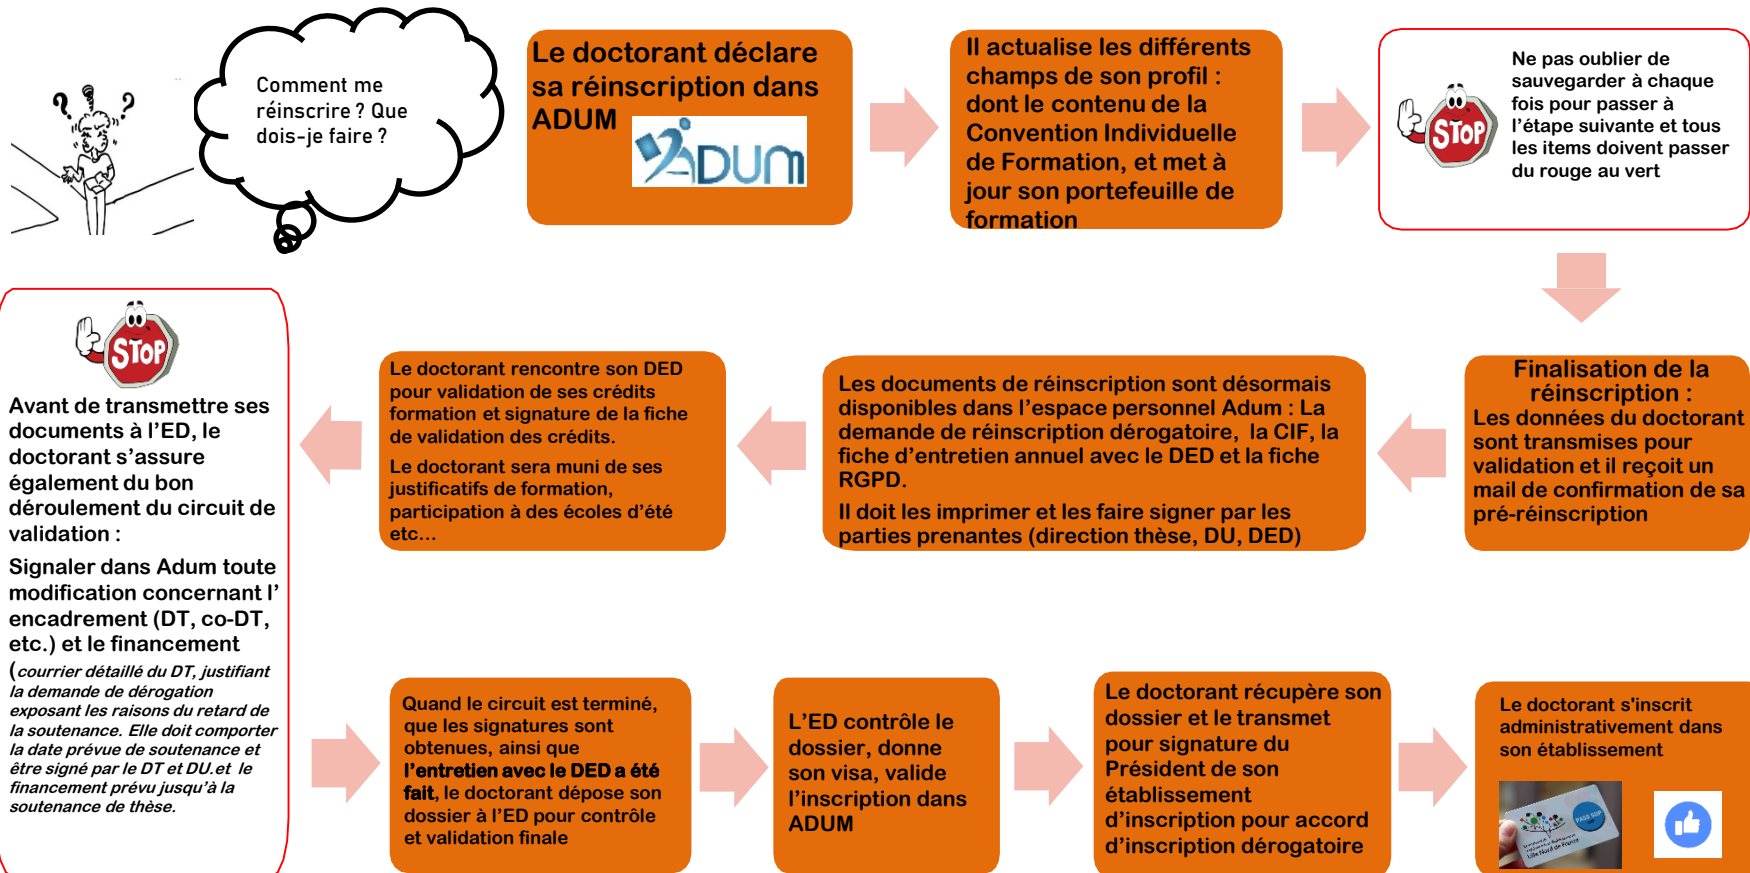 Comment me
réinscrire ? Que
dois-je faire ?
Le doctorant déclare
sa réinscription dans
ADUM
ADUM
Il actualise les différents
champs de son profil :
dont le contenu de la
Convention Individuelle
de Formation, et met à
jour son portefeuille de
formation
STOP
Ne pas oublier de
sauvegarder à chaque
fois pour passer à
l'étape suivante et tous
les items doivent passer
du rouge au vert
Finalisation de la
réinscription :
Les données du doctorant
sont transmises pour
validation et il reçoit un
mail de confirmation de sa
pré-réinscription
Les documents de réinscription sont désormais
disponibles dans l'espace personnel Adum : La
demande de réinscription dérogatoire, la CIF, la
fiche d'entretien annuel avec le DED et la fiche
RGPD.
Il doit les imprimer et les faire signer par les
parties prenantes (direction thèse, DU, DED)
Le doctorant rencontre son DED
pour validation de ses crédits
formation et signature de la fiche
de validation des crédits.
Le doctorant sera muni de ses
justificatifs de formation,
participation à des écoles d'été
etc...
STOP
Avant de transmettre ses
documents à l'ED, le
doctorant s'assure
également du bon
déroulement du circuit de
validation :
Signaler dans Adum toute
modification concernant l'
encadrement (DT, co-DT,
etc.) et le financement
(courrier détaillé du DT, justifiant
la demande de dérogation
exposant les raisons du retard de
la soutenance. Elle doit comporter
la date prévue de soutenance et
être signé par le DT et DU.et le
financement prévu jusqu'à la
soutenance de thèse.
Quand le circuit est terminé,
que les signatures sont
obtenues, ainsi que
l'entretien avec le DED a été
fait, le doctorant dépose son
dossier à l'ED pour contrôle
et validation finale
L'ED contrôle le
dossier, donne
son visa, valide
l'inscription dans
ADUM
Le doctorant récupère son
dossier et le transmet
pour signature du
Président de son
établissement
d'inscription pour accord
d'inscription dérogatoire
Le doctorant s'inscrit
administrativement dans
son établissement
PASS SUP
Lille Nord de France